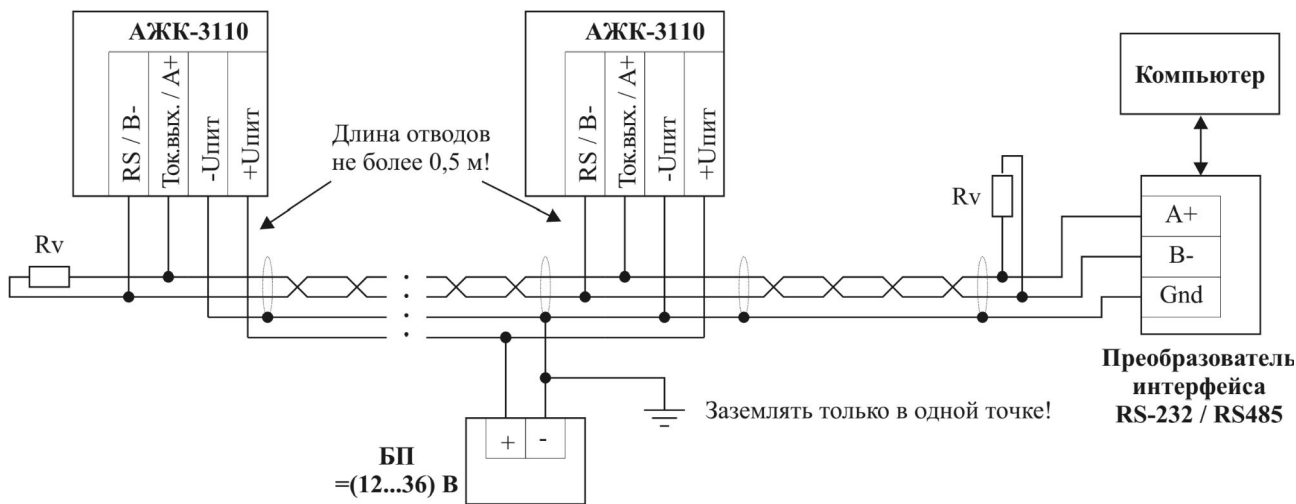 АЖК-3110
RS / B-
Ток.вых. / A+
-Uпит
+Uпит
Длина отводов
не более 0,5 м!
АЖК-3110
RS / B-
Ток.вых. / A+
-Uпит
+Uпит
Компьютер
Rv
Rv
A+
B-
Gnd
Преобразователь
интерфейса
RS-232 / RS485
Заземлять только в одной точке!
+ -
БП
=(12...36) В